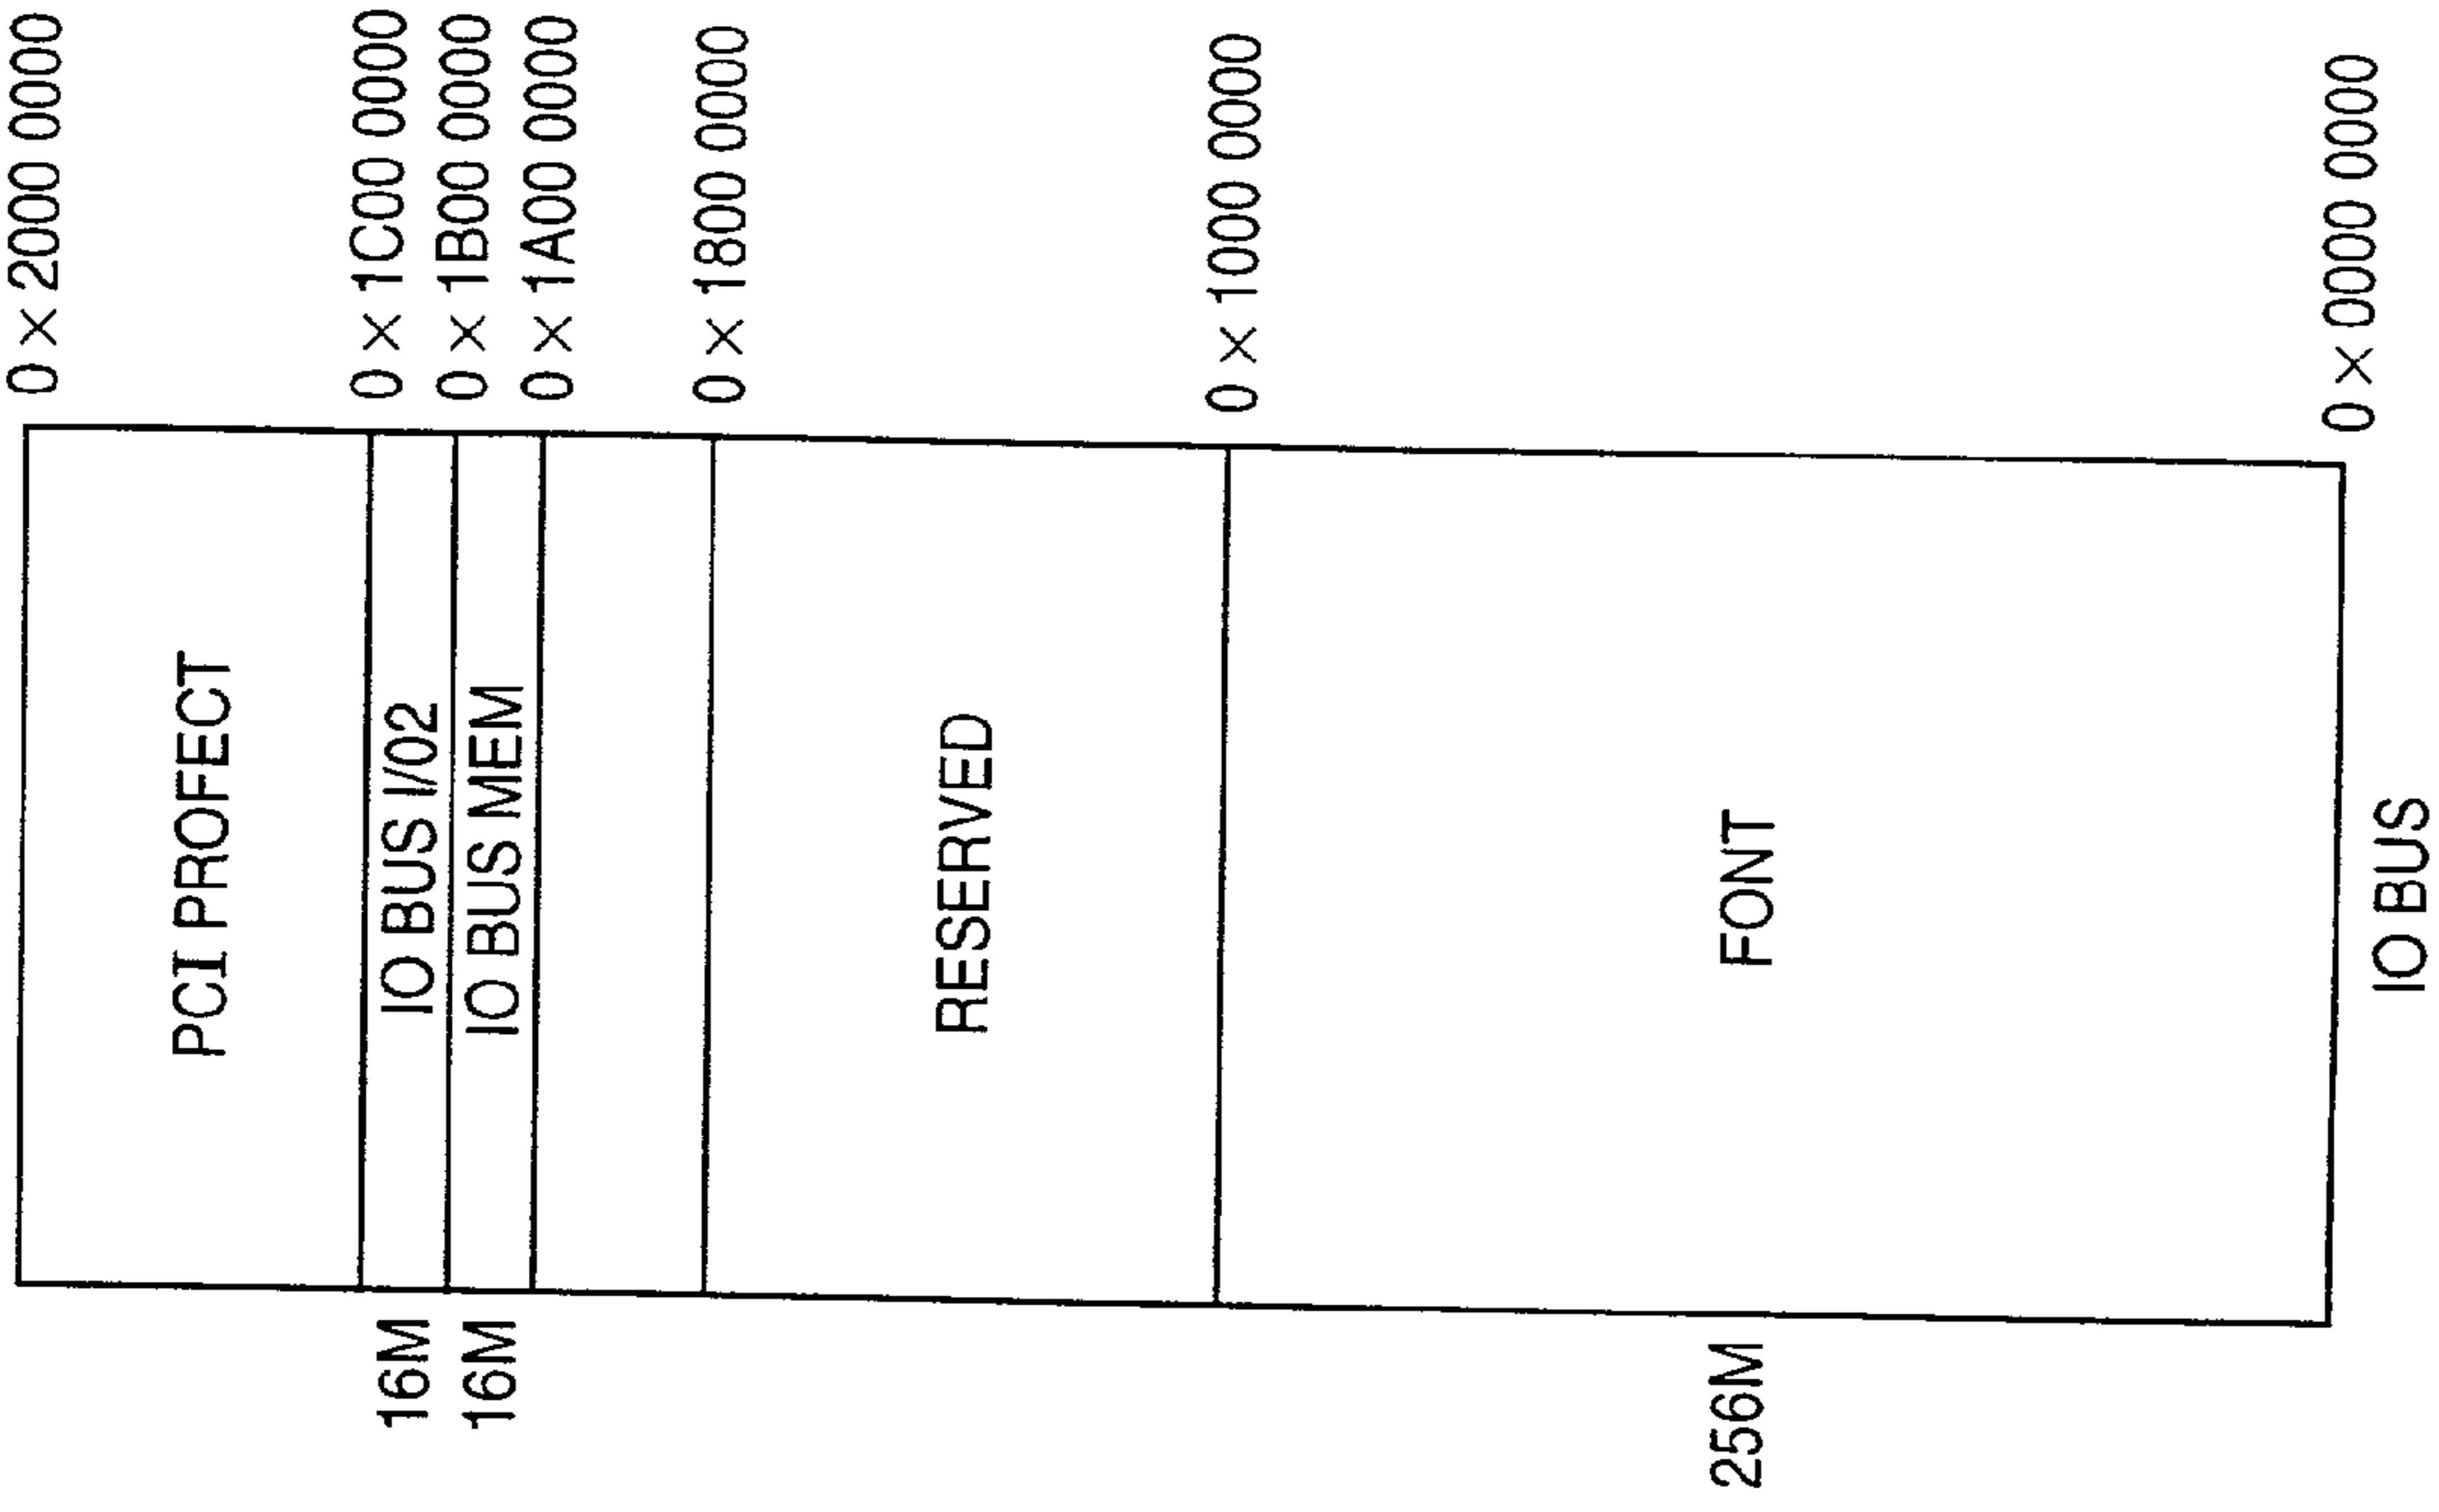 0×2000 0000
PCI PROFECT
0×1C00 0000
16M
IO BUS I/02
0×1B00 0000
16M
IO BUS MEM
0×1A00 0000
0×1800 0000
RESERVED
0×1000 0000
256M
FONT
0×0000 0000
IO BUS